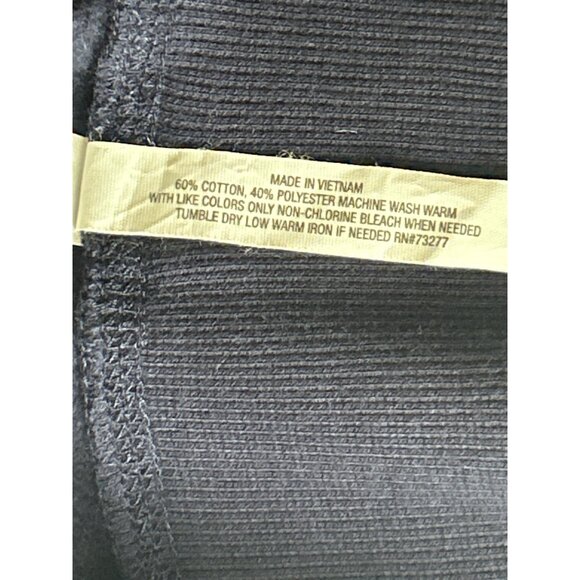 MADE IN VIETNAM
60% COTTON, 40% POLYESTER MACHINE WASH WARM
WITH LIKE COLORS ONLY NON-CHLORINE BLEACH WHEN NEEDED
TUMBLE DRY LOW WARM IRON IF NEEDED RN#73277